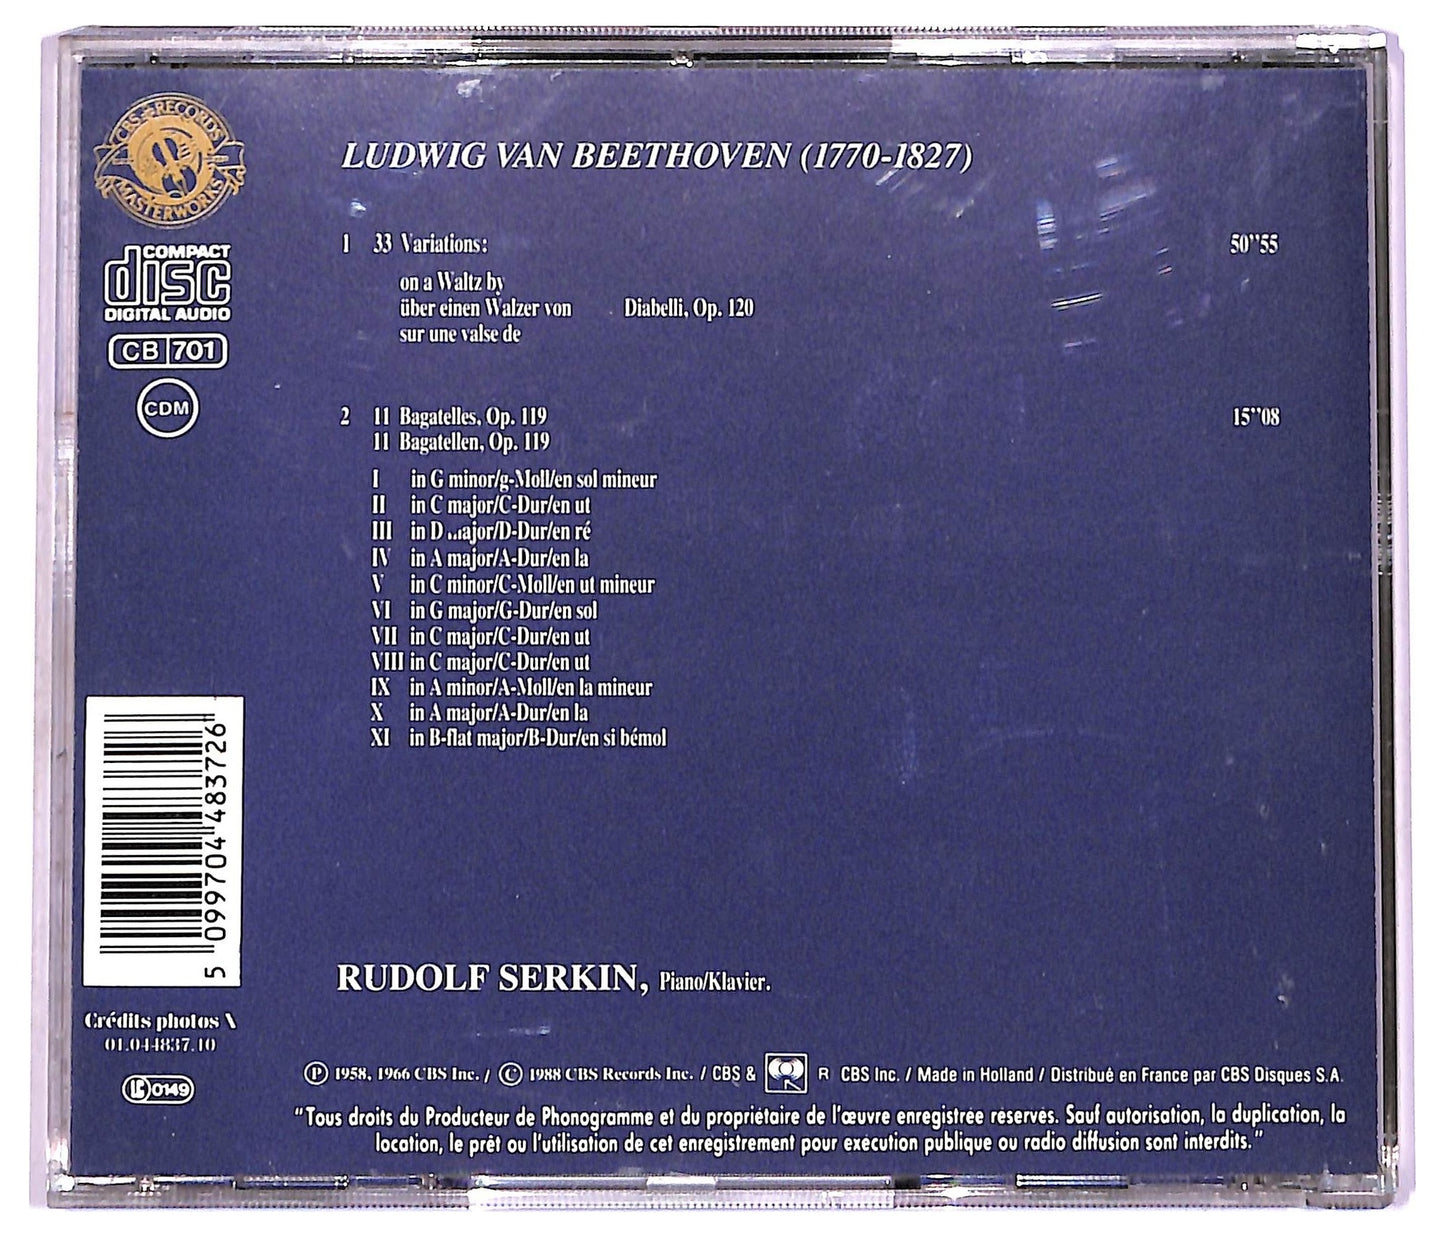 CBS RECORDS
MASTERWORKS
COMPACT
disc
DIGITAL AUDIO
CB 701
CDM
LUDWIG VAN BEETHOVEN (1770-1827)
1 33 Variations: 50''55
on a Waltz by
über einen Walzer von Diabelli, Op. 120
sur une valse de
2 11 Bagatelles, Op. 119 15''08
11 Bagatellen, Op. 119
I in G minor/g-Moll/en sol mineur
II in C major/C-Dur/en ut
III in D major/D-Dur/en ré
IV in A major/A-Dur/en la
V in C minor/C-Moll/en ut mineur
VI in G major/G-Dur/en sol
VII in C major/C-Dur/en ut
VIII in C major/C-Dur/en ut
IX in A minor/A-Moll/en la mineur
X in A major/A-Dur/en la
XI in B-flat major/B-Dur/en si bémol
5 099704 483726
RUDOLF SERKIN, Piano/Klavier.
Crédits photos X
01.044837.10
LC 0149
Ⓟ 1958, 1966 CBS Inc. / © 1988 CBS Records Inc. / CBS & R CBS Inc. / Made in Holland / Distribué en France par CBS Disques S.A.
"Tous droits du Producteur de Phonogramme et du propriétaire de l'œuvre enregistrée réservés. Sauf autorisation, la duplication, la
location, le prêt ou l'utilisation de cet enregistrement pour exécution publique ou radio diffusion sont interdits."